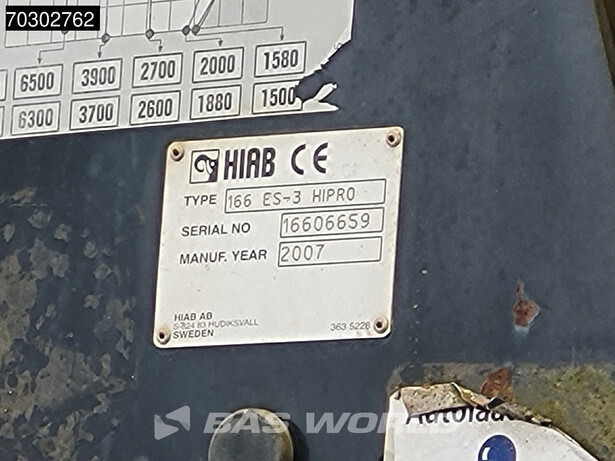 70302762
6500 3900 2700 2000 1580
6300 3700 2600 1880 1500
HIAB CE
TYPE 166 ES-3 HIPRO
SERIAL NO 16606659
MANUF. YEAR 2007
HIAB AB
S-824 83 HUDIKSVALL
SWEDEN 363 5228
BAS WORLD